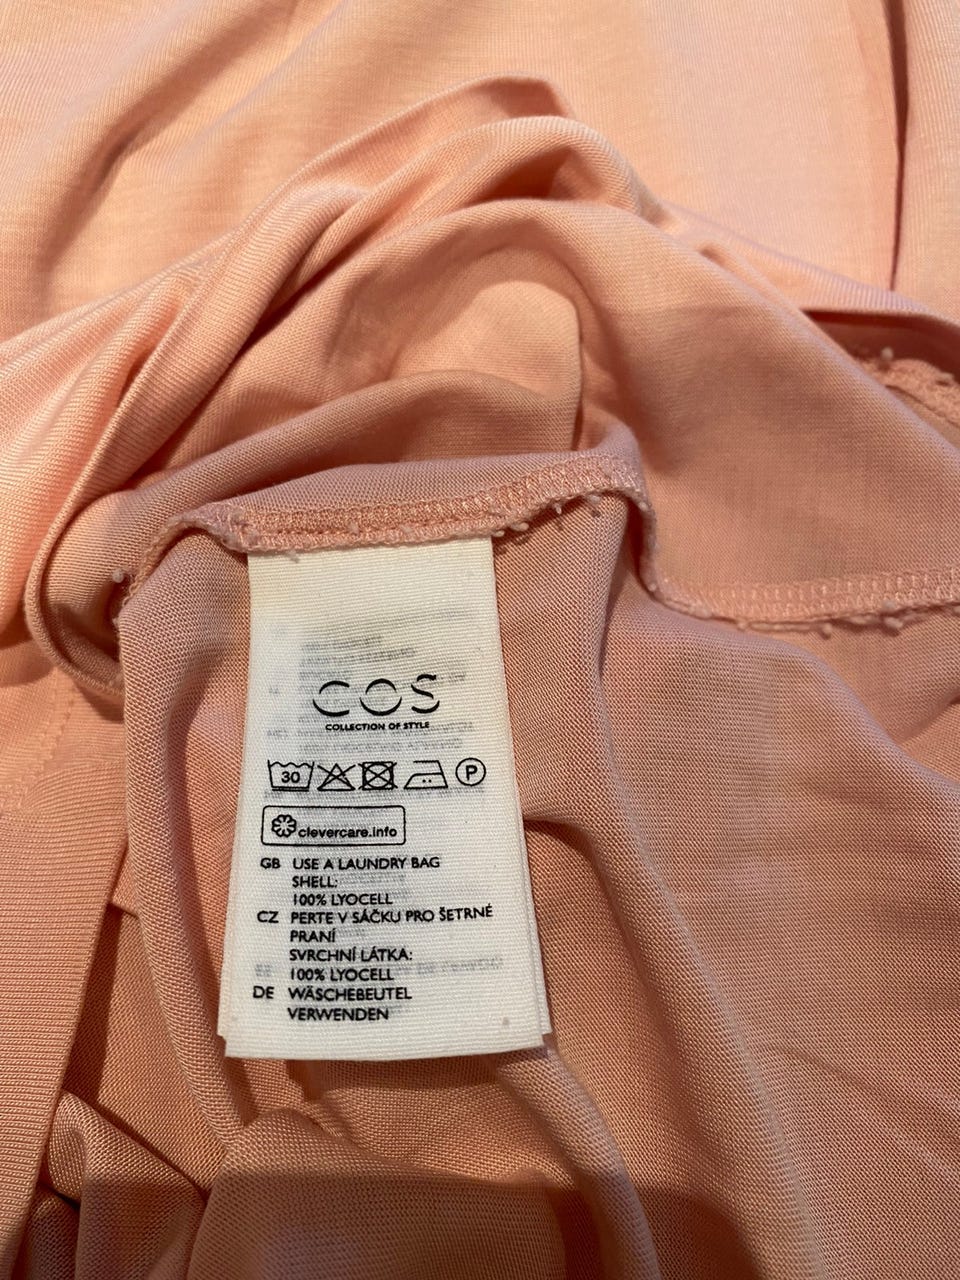 COS
COLLECTION OF STYLE
30 P
clevercare.info
GB USE A LAUNDRY BAG
SHELL:
100% LYOCELL
CZ PERTE V SÁČKU PRO ŠETRNÉ
PRANÍ
SVRCHNÍ LÁTKA:
100% LYOCELL
DE WÄSCHEBEUTEL
VERWENDEN